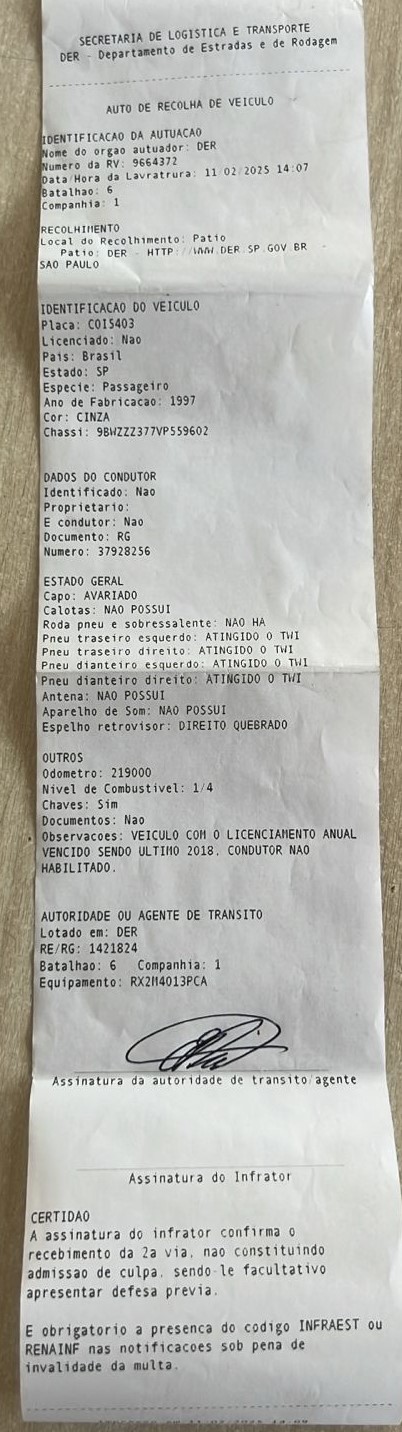 SECRETARIA DE LOGISTICA E TRANSPORTE
DER - Departamento de Estradas e de Rodagem
AUTO DE RECOLHA DE VEICULO
IDENTIFICACAO DA AUTUACAO
Nome do orgao autuador: DER
Numero da RV: 9664372
Data/Hora da Lavratrura: 11/02/2025 14:07
Batalhao: 6
Companhia: 1
RECOLHIMENTO
Local do Recolhimento: Patio
Patio: DER - HTTP://WWW.DER.SP.GOV.BR
SAO PAULO
IDENTIFICACAO DO VEICULO
Placa: COI5403
Licenciado: Nao
Pais: Brasil
Estado: SP
Especie: Passageiro
Ano de Fabricacao: 1997
Cor: CINZA
Chassi: 9BWZZZ377VP559602
DADOS DO CONDUTOR
Identificado: Nao
Proprietario:
E condutor: Nao
Documento: RG
Numero: 37928256
ESTADO GERAL
Capo: AVARIADO
Calotas: NAO POSSUI
Roda pneu e sobressalente: NAO HA
Pneu traseiro esquerdo: ATINGIDO O TWI
Pneu traseiro direito: ATINGIDO O TWI
Pneu dianteiro esquerdo: ATINGIDO O TWI
Pneu dianteiro direito: ATINGIDO O TWI
Antena: NAO POSSUI
Aparelho de Som: NAO POSSUI
Espelho retrovisor: DIREITO QUEBRADO
OUTROS
Odometro: 219000
Nivel de Combustivel: 1/4
Chaves: Sim
Documentos: Nao
Observacoes: VEICULO COM O LICENCIAMENTO ANUAL
VENCIDO SENDO ULTIMO 2018, CONDUTOR NAO
HABILITADO.
AUTORIDADE OU AGENTE DE TRANSITO
Lotado em: DER
RE/RG: 1421824
Batalhao: 6 Companhia: 1
Equipamento: RX2M4013PCA
Assinatura da autoridade de transito/agente
Assinatura do Infrator
CERTIDAO
A assinatura do infrator confirma o
recebimento da 2a via, nao constituindo
admissao de culpa, sendo-le facultativo
apresentar defesa previa.
E obrigatorio a presenca do codigo INFRAEST ou
RENAINF nas notificacoes sob pena de
invalidade da multa.